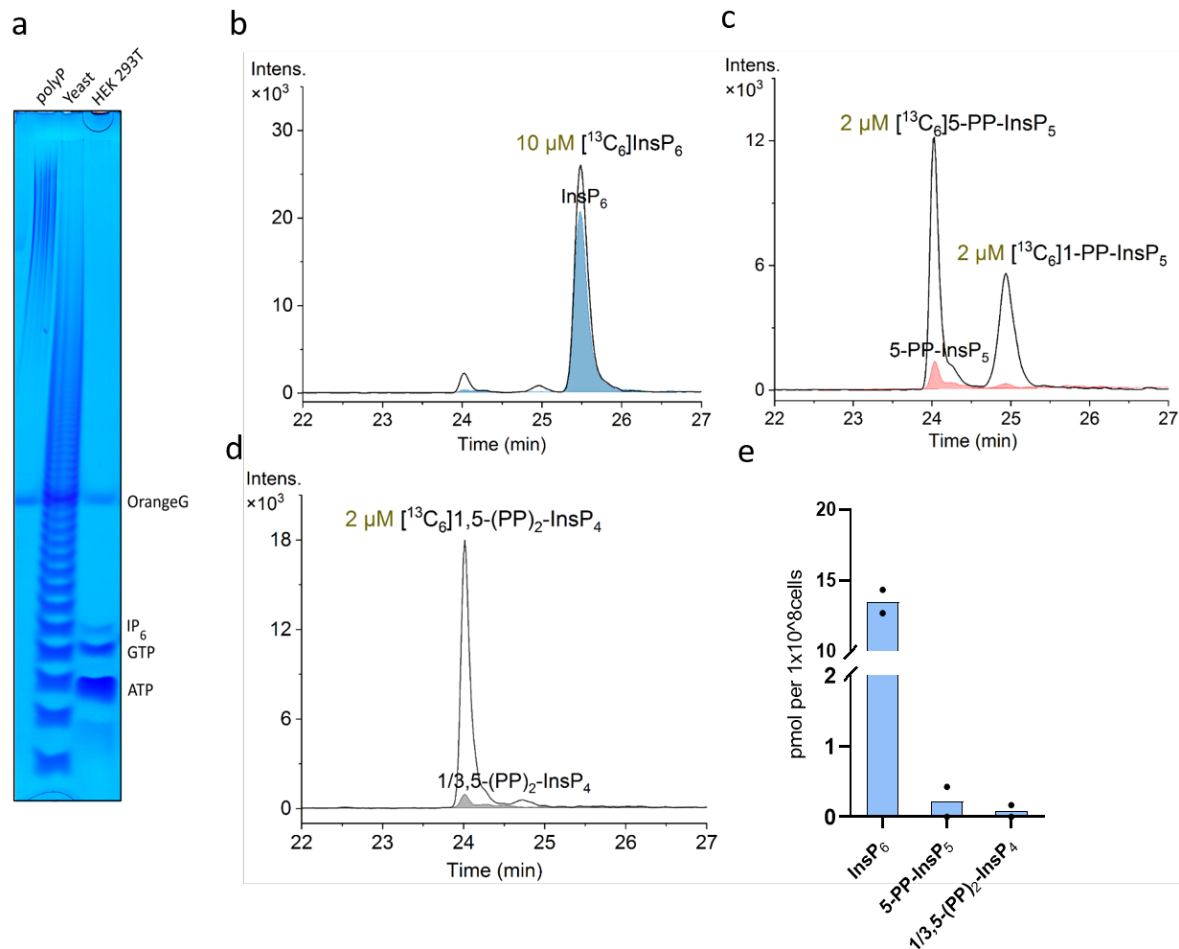 a
polyP
Yeast
HEK 293T
OrangeG
IP₆
GTP
ATP
b
Intens.
×10³
30
20
10
0
10 µM [¹³C₆]InsP₆
InsP₆
22 23 24 25 26 27
Time (min)
c
Intens.
×10³
12
6
0
2 µM [¹³C₆]5-PP-InsP₅
2 µM [¹³C₆]1-PP-InsP₅
5-PP-InsP₅
22 23 24 25 26 27
Time (min)
d
Intens.
×10³
18
12
6
0
2 µM [¹³C₆]1,5-(PP)₂-InsP₄
1/3,5-(PP)₂-InsP₄
22 23 24 25 26 27
Time (min)
e
pmol per 1x10^8cells
20
15
10
2
1
0
InsP₆
5-PP-InsP₅
1/3,5-(PP)₂-InsP₄